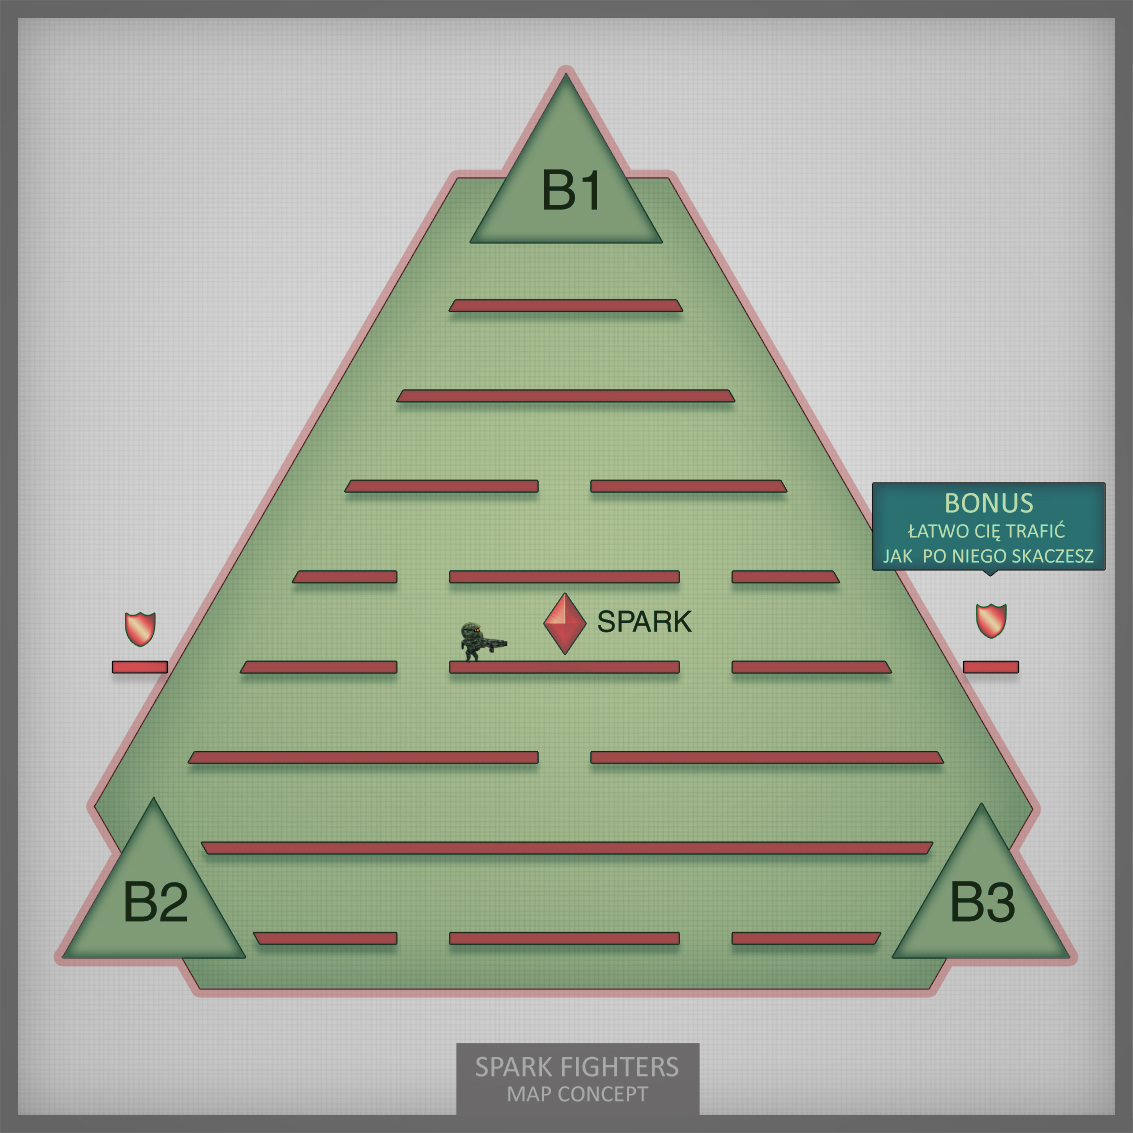 B1
BONUS
ŁATWO CIĘ TRAFIĆ
JAK PO NIEGO SKACZESZ
SPARK
B2
B3
SPARK FIGHTERS
MAP CONCEPT